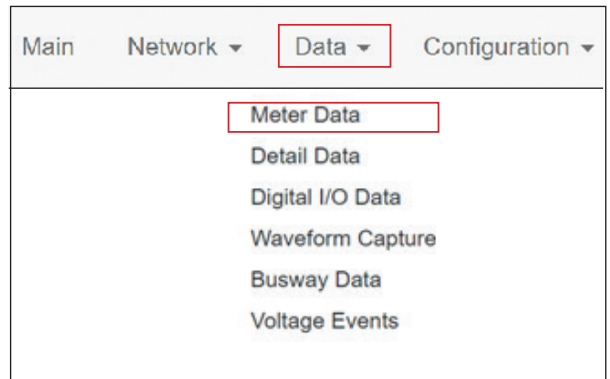 Main Network Data Configuration
Meter Data
Detail Data
Digital I/O Data
Waveform Capture
Busway Data
Voltage Events